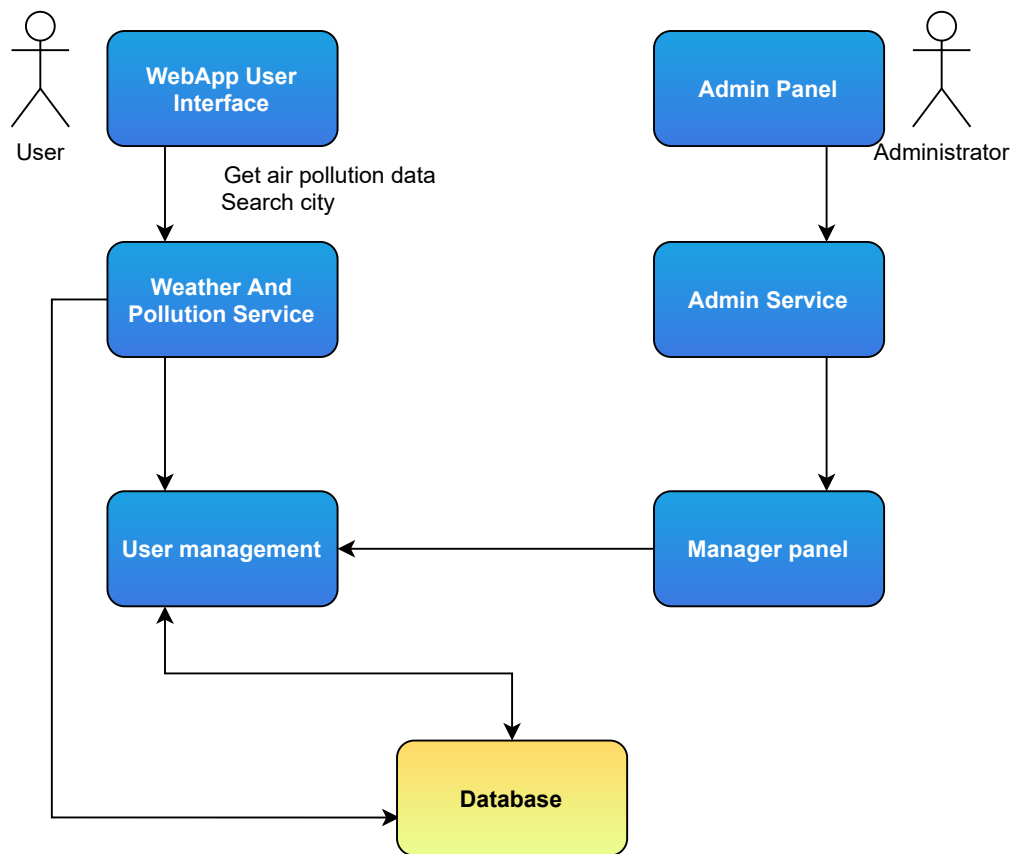 WebApp User
Interface
Admin Panel
User
Administrator
Get air pollution data
Search city
Weather And
Pollution Service
Admin Service
User management
Manager panel
Database